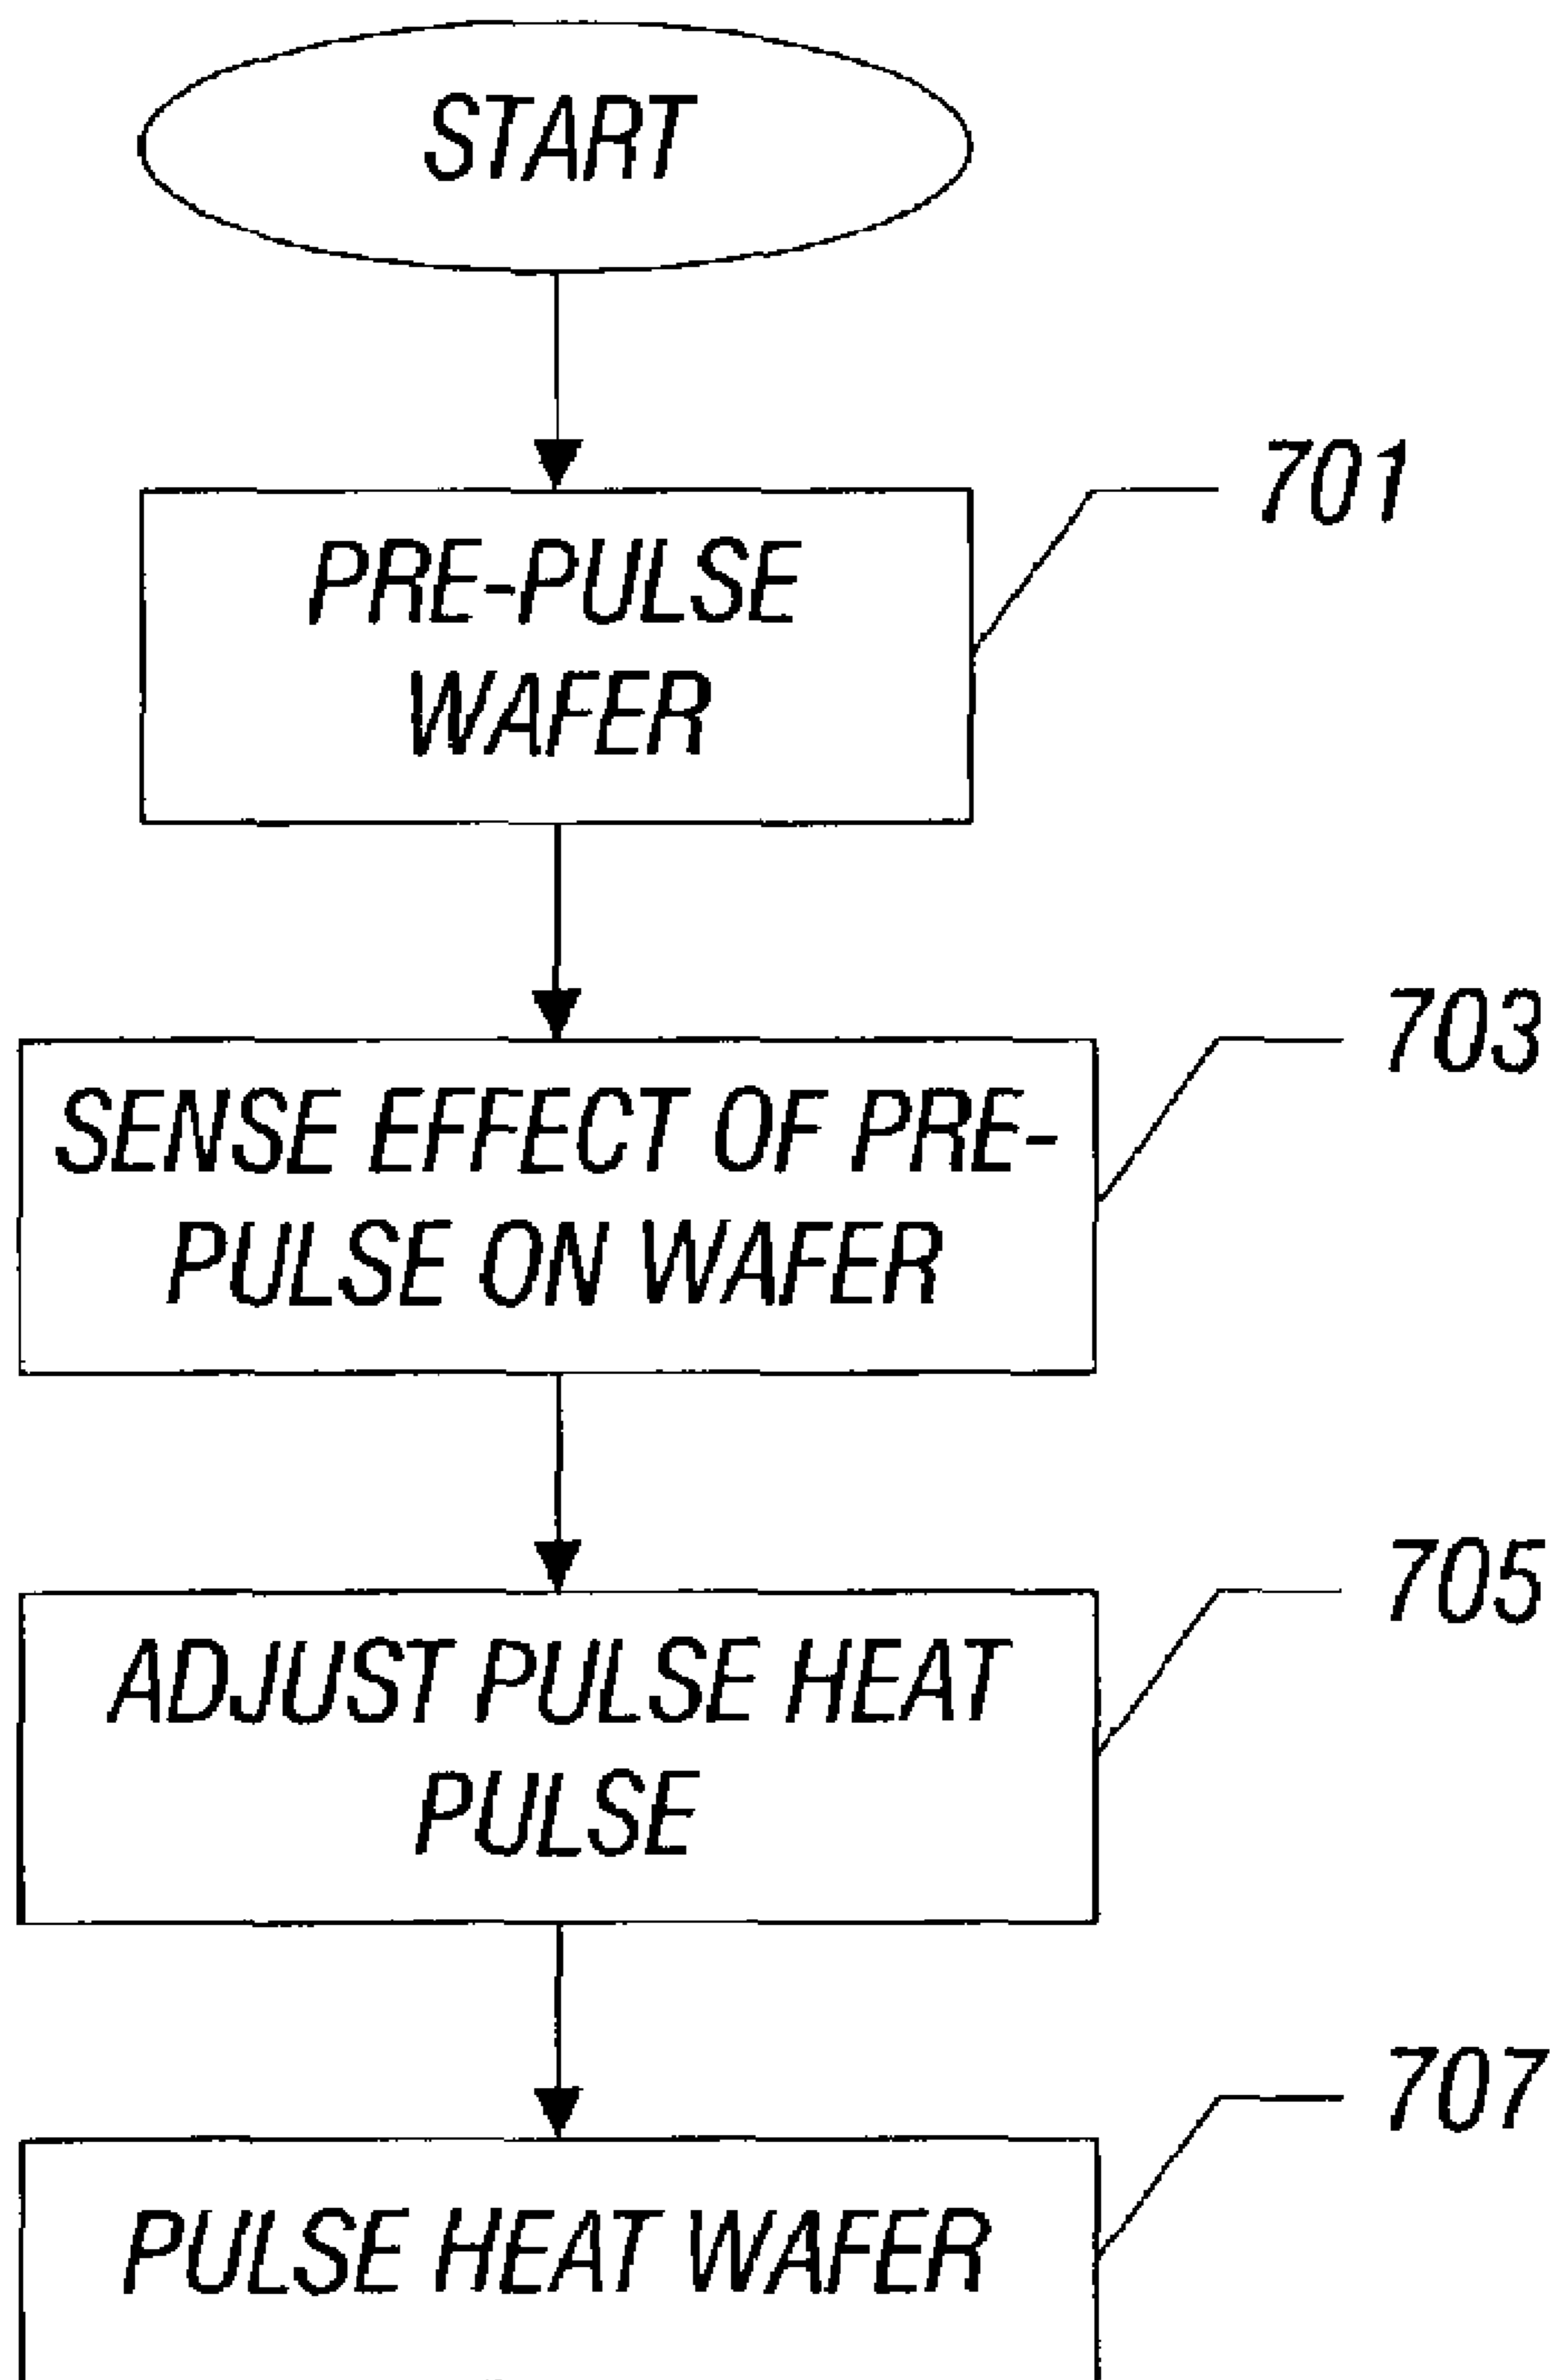 START
701
PRE-PULSE
WAFER
703
SENSE EFFECT OF PRE-
PULSE ON WAFER
705
ADJUST PULSE HEAT
PULSE
707
PULSE HEAT WAFER